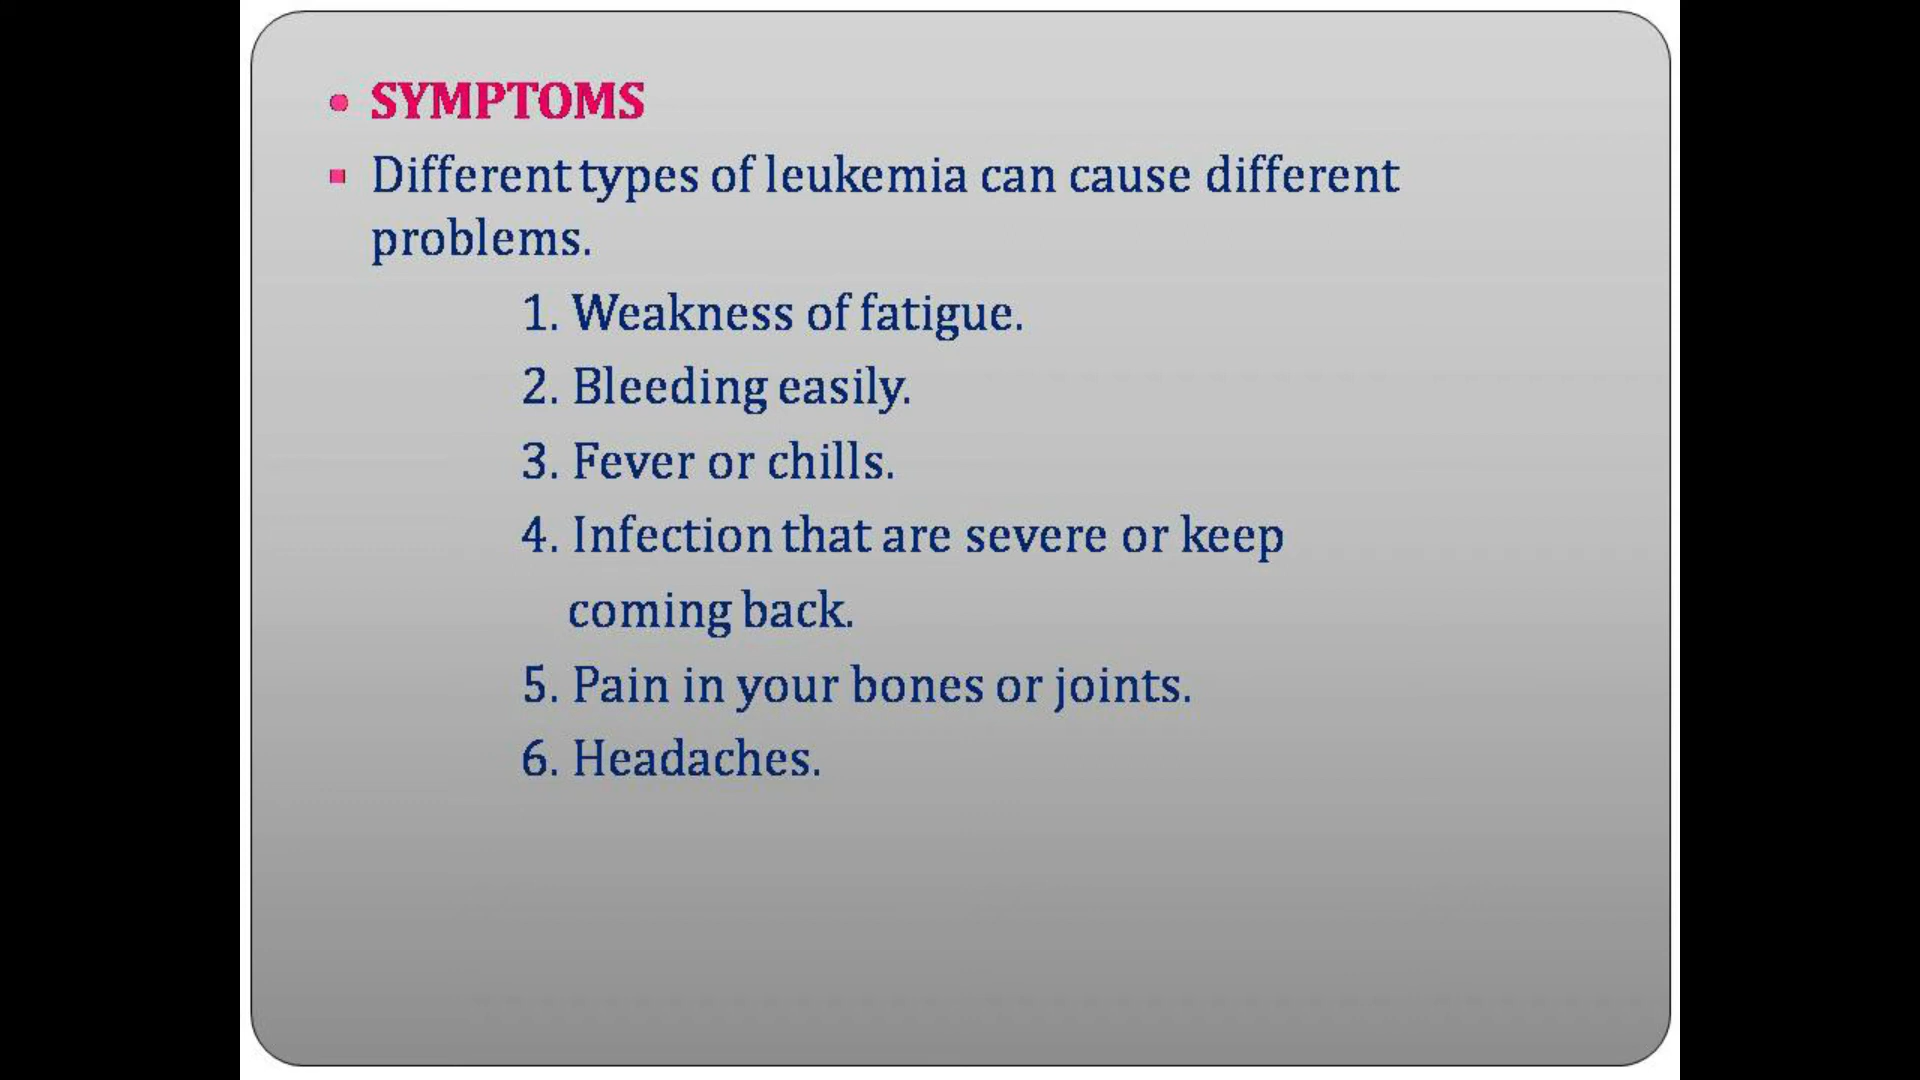 • SYMPTOMS
▪ Different types of leukemia can cause different
problems.
1. Weakness of fatigue.
2. Bleeding easily.
3. Fever or chills.
4. Infection that are severe or keep
coming back.
5. Pain in your bones or joints.
6. Headaches.